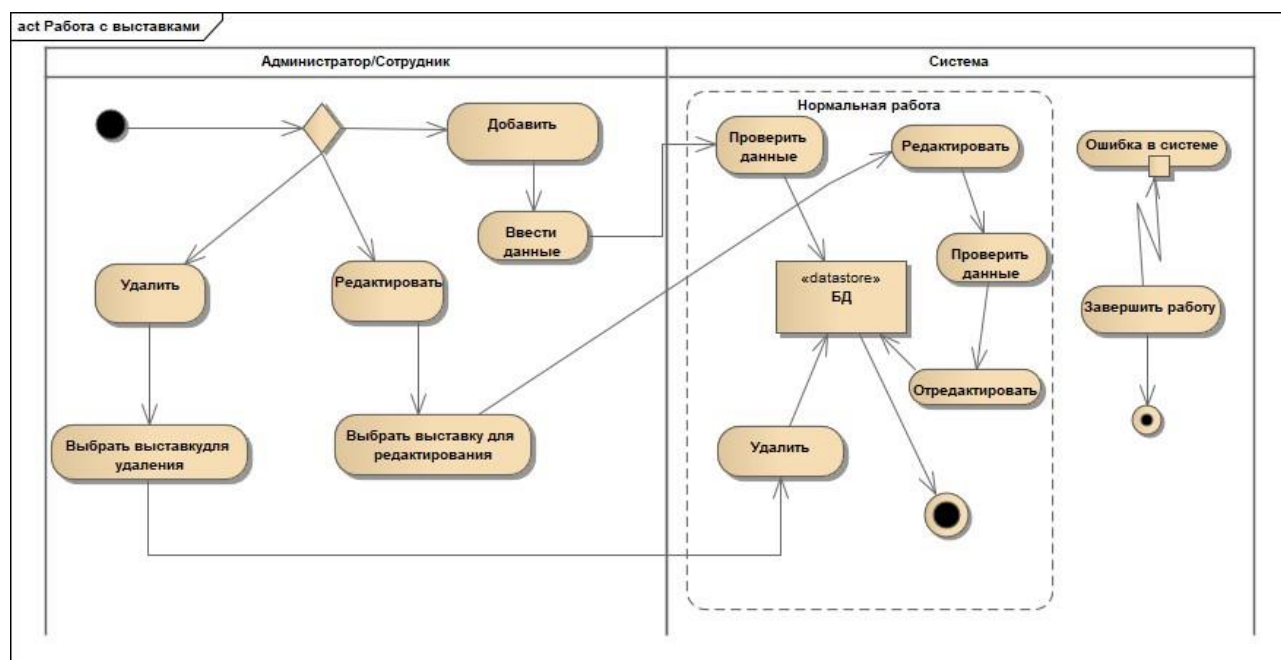 act Работа с выставками
Администратор/Сотрудник
Система
Нормальная работа
Добавить
Проверить
данные
Редактировать
Ошибка в системе
Ввести
данные
Проверить
данные
Удалить
Редактировать
«datastore»
БД
Завершить работу
Отредактировать
Выбрать выставкудля
удаления
Выбрать выставку для
редактирования
Удалить